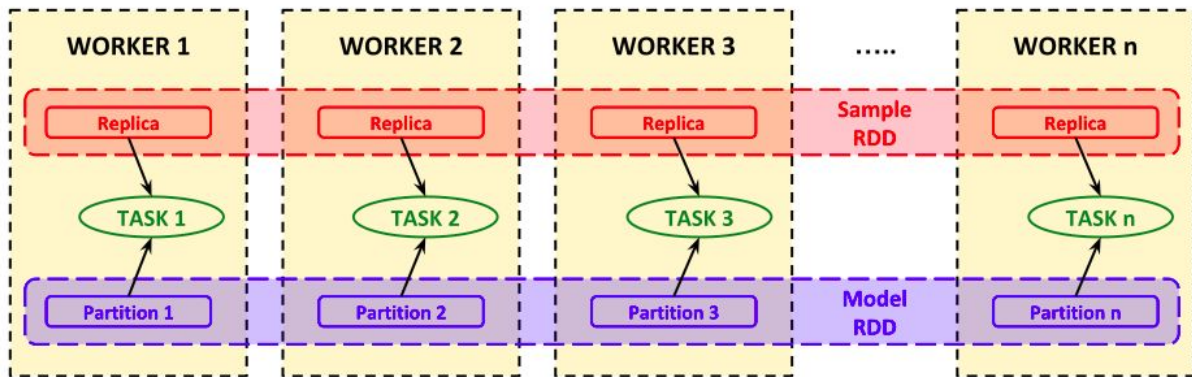 WORKER 1 WORKER 2 WORKER 3 ..... WORKER n
Replica Replica Replica Sample RDD Replica
TASK 1 TASK 2 TASK 3 TASK n
Partition 1 Partition 2 Partition 3 Model RDD Partition n